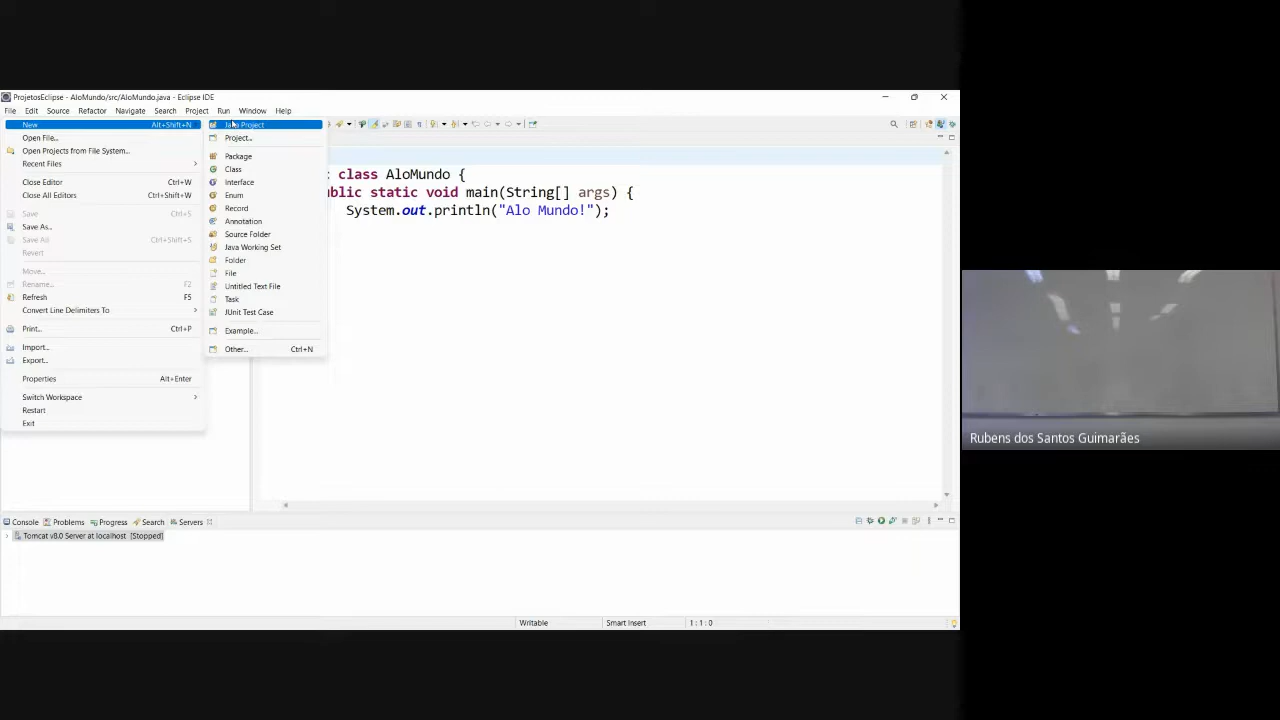 ProjetosEclipse - AloMundo/src/AloMundo.java - Eclipse IDE
File Edit Source Refactor Navigate Search Project Run Window Help
New Alt+Shift+N
Open File...
Open Projects from File System...
Recent Files
Close Editor Ctrl+W
Close All Editors Ctrl+Shift+W
Save Ctrl+S
Save As...
Save All Ctrl+Shift+S
Revert
Move...
Rename... F2
Refresh F5
Convert Line Delimiters To
Print... Ctrl+P
Import...
Export...
Properties Alt+Enter
Switch Workspace
Restart
Exit
Java Project
Project...
Package
Class
Interface
Enum
Record
Annotation
Source Folder
Java Working Set
Folder
File
Untitled Text File
Task
JUnit Test Case
Example...
Other... Ctrl+N
class AloMundo {
public static void main(String[] args) {
System.out.println("Alo Mundo!");
Console Problems Progress Search Servers
Tomcat v8.0 Server at localhost [Stopped]
Writable Smart Insert 1:1:0
Rubens dos Santos Guimarães